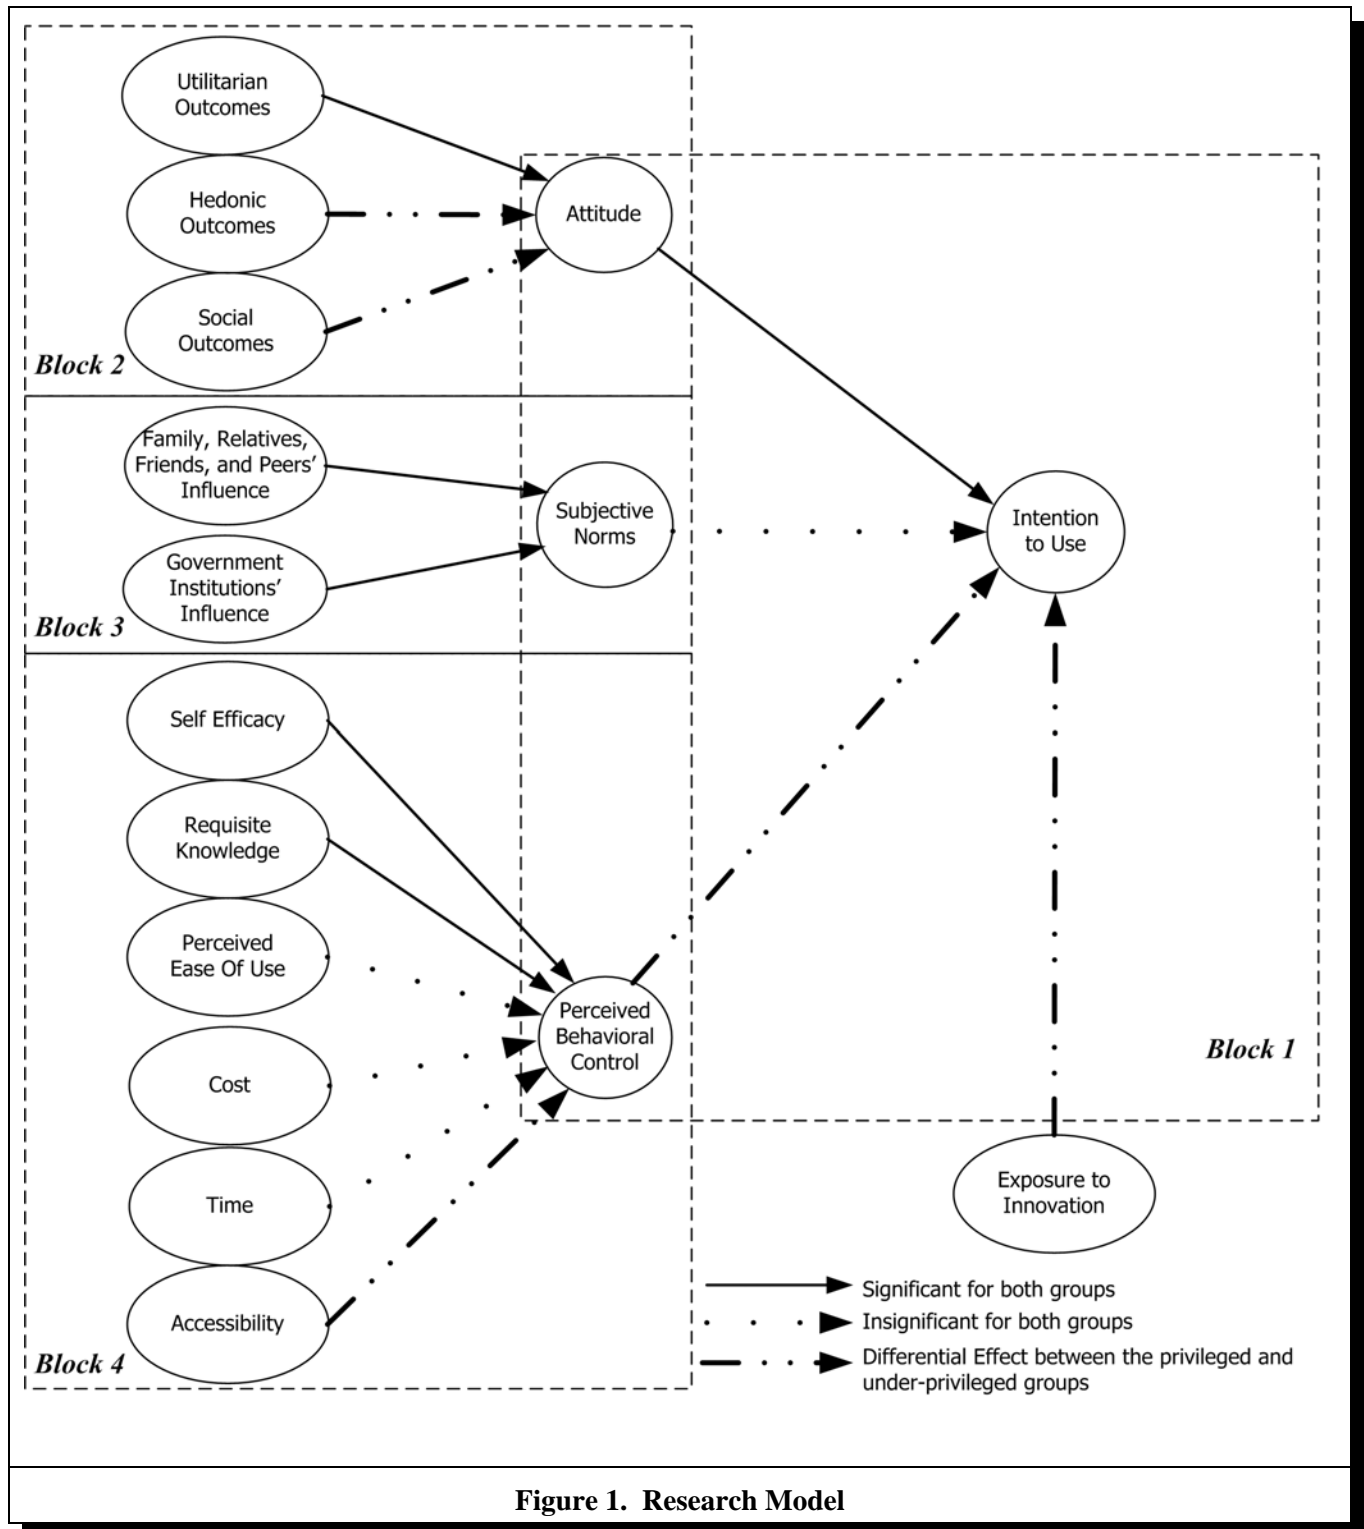 Utilitarian
Outcomes
Hedonic
Outcomes
Attitude
Social
Outcomes
Block 2
Family, Relatives,
Friends, and Peers'
Influence
Subjective
Norms
Intention
to Use
Government
Institutions'
Influence
Block 3
Self Efficacy
Requisite
Knowledge
Perceived
Ease Of Use
Perceived
Behavioral
Control
Cost
Block 1
Time
Exposure to
Innovation
Accessibility
Block 4
Significant for both groups
Insignificant for both groups
Differential Effect between the privileged and
under-privileged groups
Figure 1. Research Model